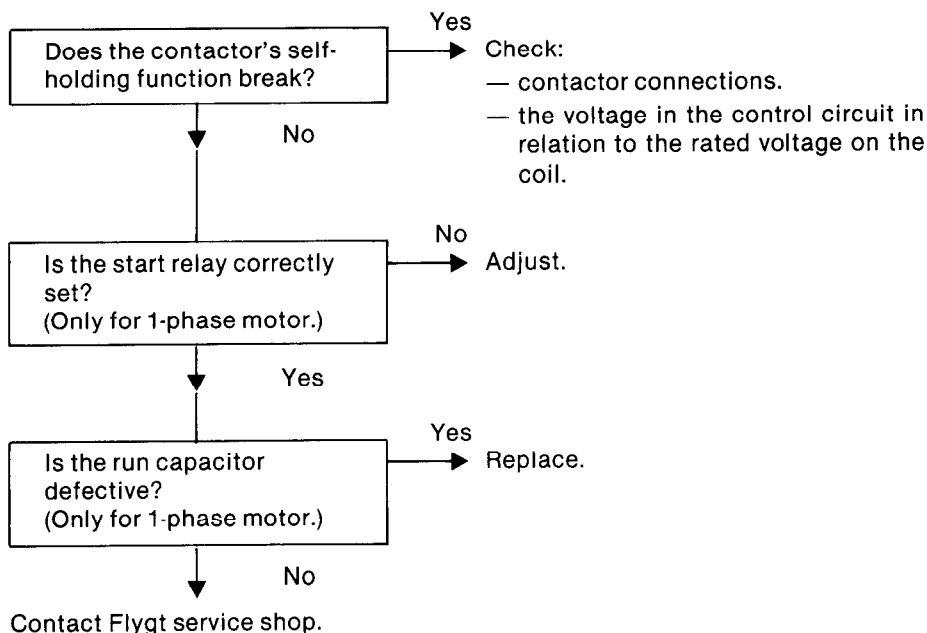 Does the contactor's self-
holding function break?
Yes
Check:
— contactor connections.
— the voltage in the control circuit in
relation to the rated voltage on the
coil.
No
Is the start relay correctly
set?
(Only for 1-phase motor.)
No
Adjust.
Yes
Is the run capacitor
defective?
(Only for 1-phase motor.)
Yes
Replace.
No
Contact Flygt service shop.